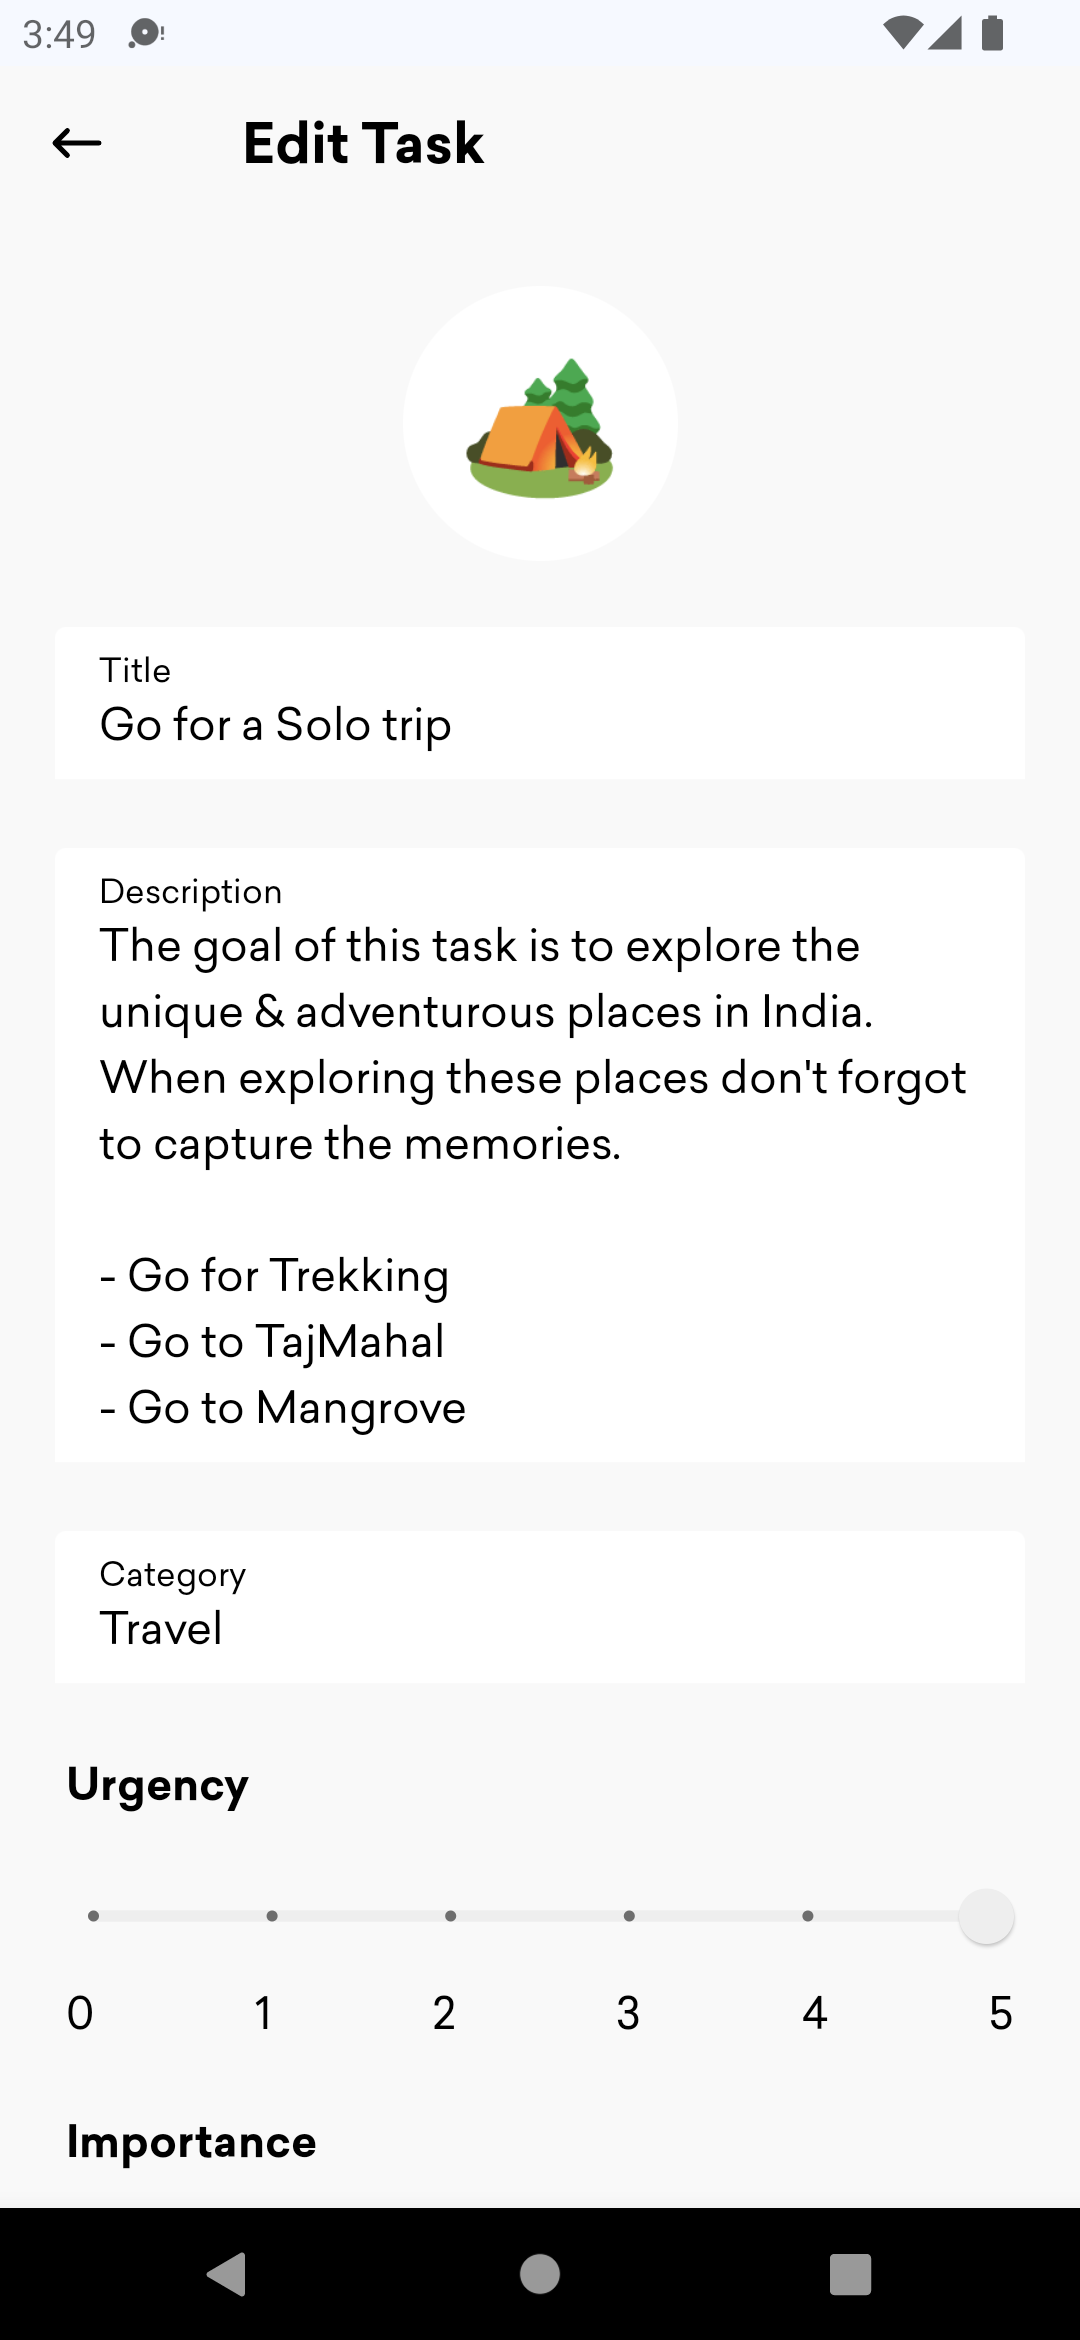 3:49
Edit Task
Title
Go for a Solo trip
Description
The goal of this task is to explore the
unique & adventurous places in India.
When exploring these places don't forgot
to capture the memories.
- Go for Trekking
- Go to TajMahal
- Go to Mangrove
Category
Travel
Urgency
0 1 2 3 4 5
Importance